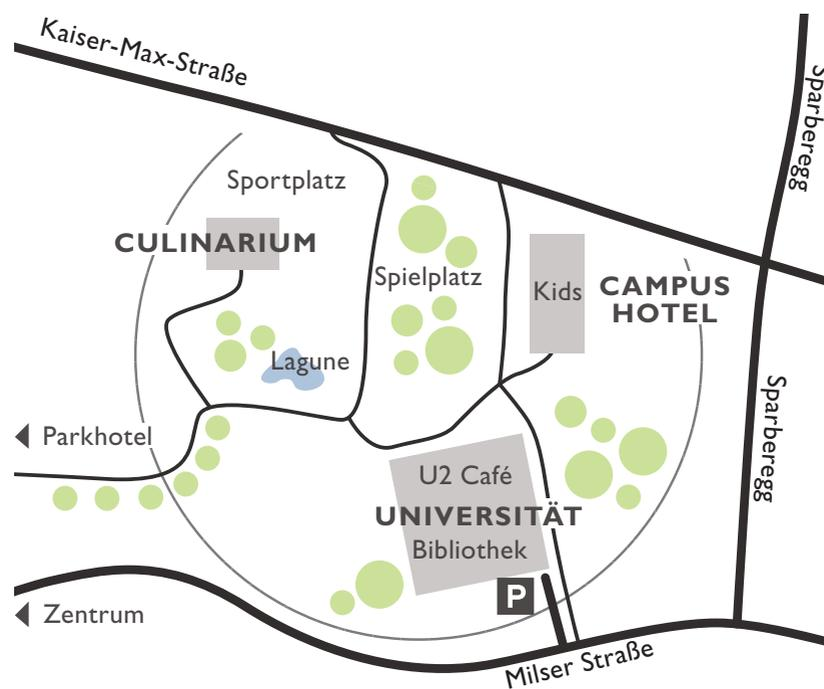 Kaiser-Max-Straße
Sparberegg
Sportplatz
CULINARIUM
Spielplatz
Kids
CAMPUS
HOTEL
Lagune
Sparberegg
Parkhotel
U2 Café
UNIVERSITÄT
Bibliothek
P
Zentrum
Milser Straße